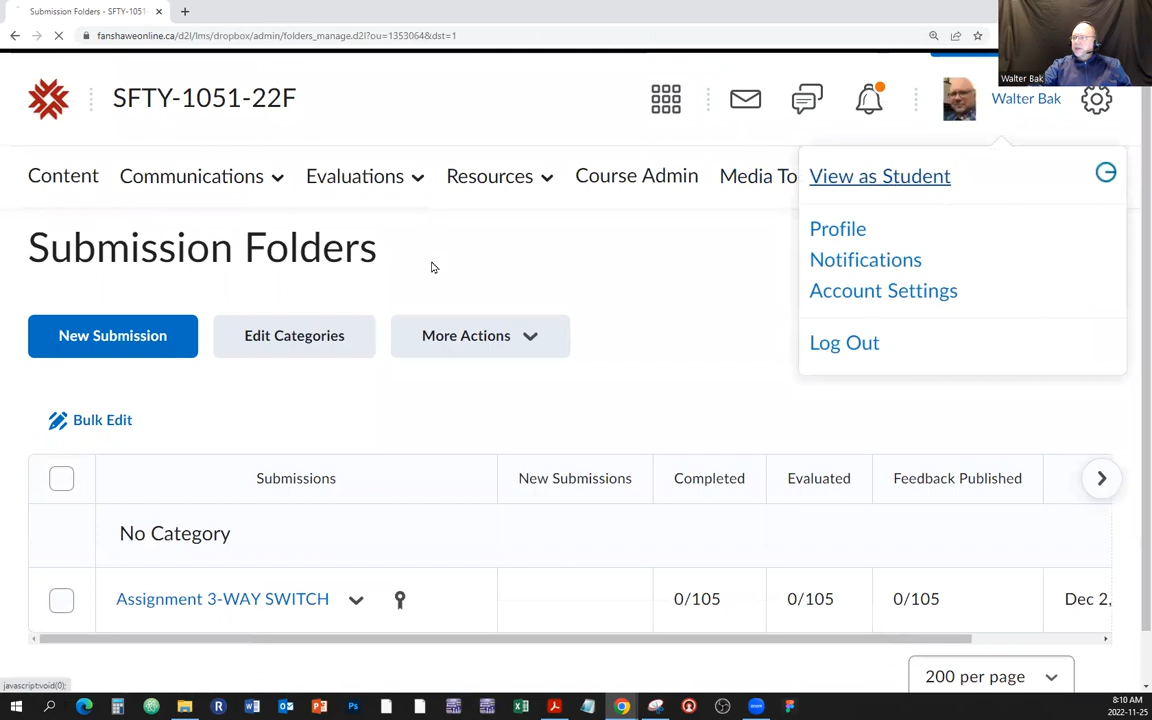 Submission Folders - SFTY-1051-
fanshaweonline.ca/d2l/lms/dropbox/admin/folders_manage.d2l?ou=1353064&dst=1
Walter Bak
SFTY-1051-22F
Walter Bak
Content
Communications
Evaluations
Resources
Course Admin
Media To
View as Student
Profile
Notifications
Account Settings
Log Out
Submission Folders
New Submission
Edit Categories
More Actions
Bulk Edit
Submissions
New Submissions
Completed
Evaluated
Feedback Published
No Category
Assignment 3-WAY SWITCH
0/105
0/105
0/105
Dec 2,
200 per page
javascript:void(0);
8:10 AM
2022-11-25